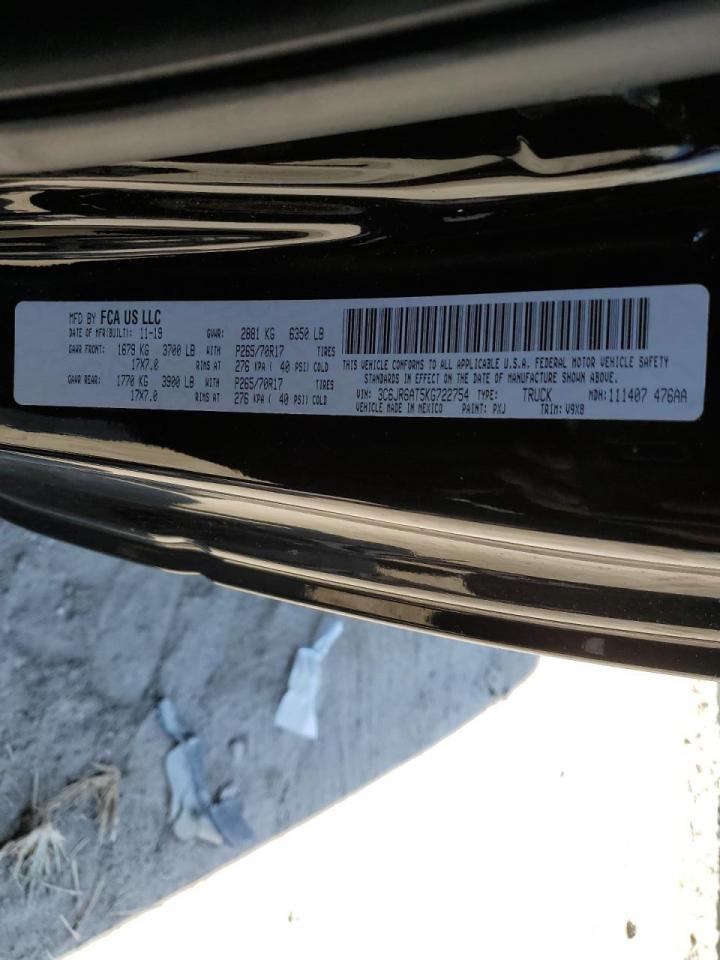 MFD BY FCA US LLC
DATE OF MFR(BUILT): 11-19 GVWR: 2881 KG 6350 LB
GAWR FRONT: 1679 KG 3700 LB WITH P265/70R17 TIRES
17X7.0 RIMS AT 276 KPA ( 40 PSI) COLD
GAWR REAR: 1770 KG 3900 LB WITH P265/70R17 TIRES
17X7.0 RIMS AT 276 KPA ( 40 PSI) COLD
THIS VEHICLE CONFORMS TO ALL APPLICABLE U.S.A. FEDERAL MOTOR VEHICLE SAFETY
STANDARDS IN EFFECT ON THE DATE OF MANUFACTURE SHOWN ABOVE.
VIN: 3C6JR6AT5KG722754 TYPE: TRUCK MDH: 111407 476AA
VEHICLE MADE IN MEXICO PAINT: PXJ TRIM: V9X8